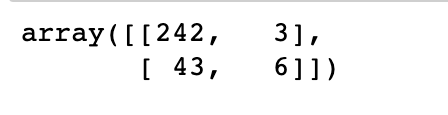 array([[242,   3],
       [ 43,   6]])